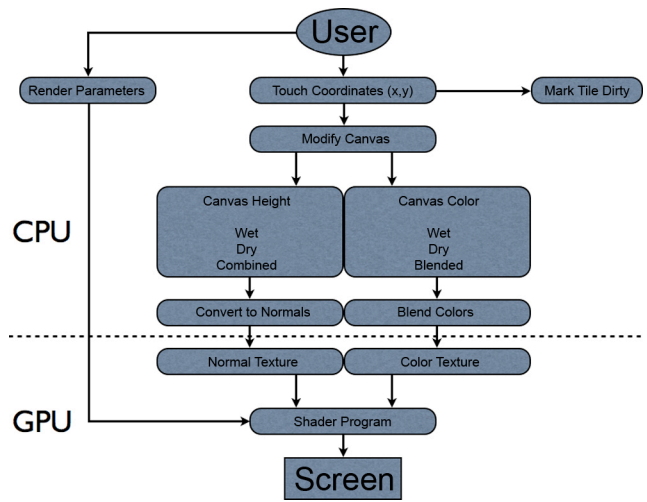 User
Render Parameters
Touch Coordinates (x,y)
Mark Tile Dirty
Modify Canvas
CPU
Canvas Height
Wet
Dry
Combined
Canvas Color
Wet
Dry
Blended
Convert to Normals
Blend Colors
Normal Texture
Color Texture
GPU
Shader Program
Screen